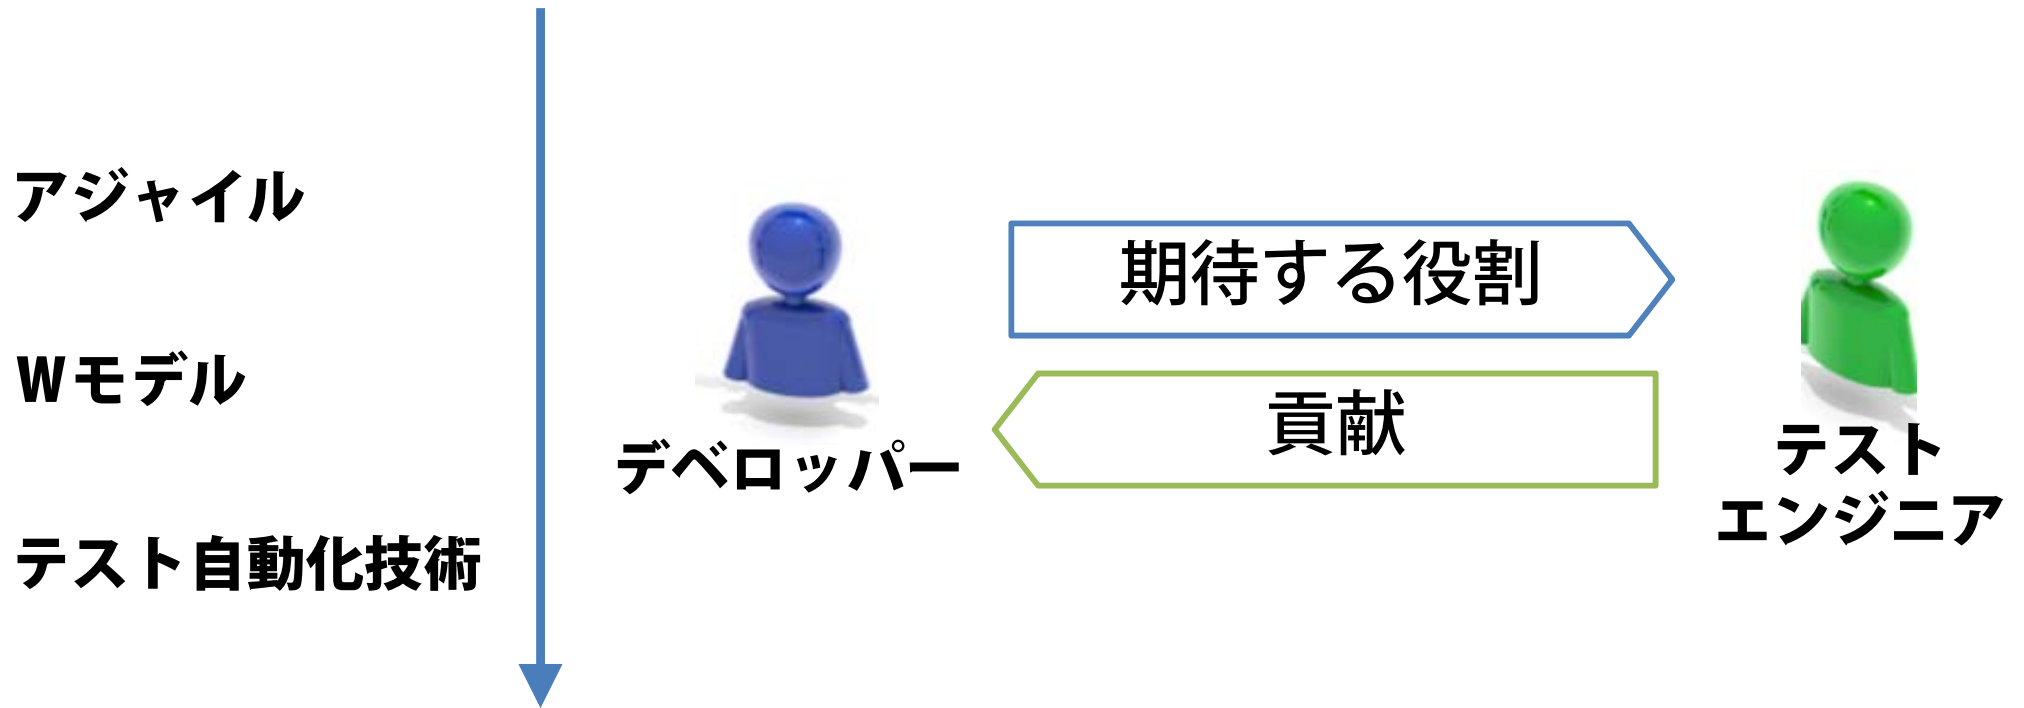 アジャイル
Wモデル
テスト自動化技術
デベロッパー
期待する役割
貢献
テスト
エンジニア